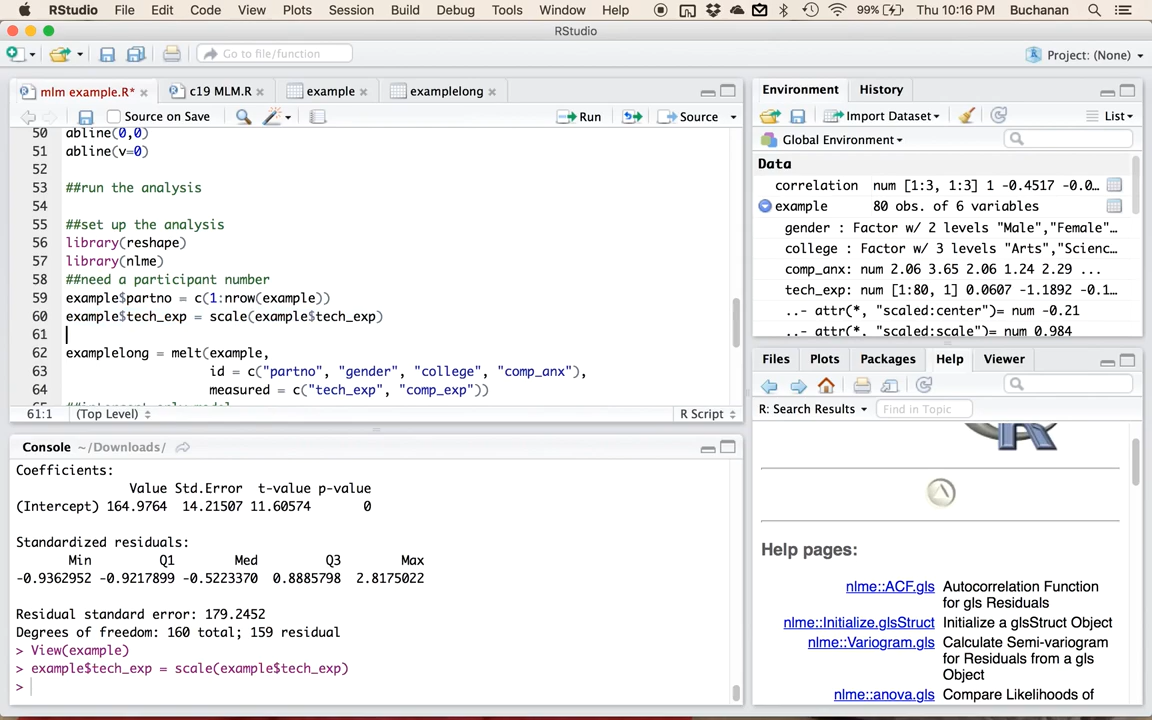 RStudio File Edit Code View Plots Session Build Debug Tools Window Help 99% Thu 10:16 PM Buchanan
RStudio
Go to file/function Project: (None)
mlm example.R* c19 MLM.R example examplelong
Source on Save Run Source
50 abline(0,0)
51 abline(v=0)
52
53 ##run the analysis
54
55 ##set up the analysis
56 library(reshape)
57 library(nlme)
58 ##need a participant number
59 example$partno = c(1:nrow(example))
60 example$tech_exp = scale(example$tech_exp)
61
62 examplelong = melt(example,
63 id = c("partno", "gender", "college", "comp_anx"),
64 measured = c("tech_exp", "comp_exp"))
61:1 (Top Level) R Script
Console ~/Downloads/
Coefficients:
Value Std.Error t-value p-value
(Intercept) 164.9764 14.21507 11.60574 0
Standardized residuals:
Min Q1 Med Q3 Max
-0.9362952 -0.9217899 -0.5223370 0.8885798 2.8175022
Residual standard error: 179.2452
Degrees of freedom: 160 total; 159 residual
> View(example)
> example$tech_exp = scale(example$tech_exp)
>
Environment History
Import Dataset List
Global Environment
Data
correlation num [1:3, 1:3] 1 -0.4517 -0.0…
example 80 obs. of 6 variables
gender : Factor w/ 2 levels "Male","Female"…
college : Factor w/ 3 levels "Arts","Scienc…
comp_anx: num 2.06 3.65 2.06 1.24 2.29 ...
tech_exp: num [1:80, 1] 0.0607 -1.1892 -0.1…
..- attr(*, "scaled:center")= num -0.21
..- attr(*, "scaled:scale")= num 0.984
Files Plots Packages Help Viewer
R: Search Results Find in Topic
R
Help pages:
nlme::ACF.gls Autocorrelation Function
for gls Residuals
nlme::Initialize.glsStruct Initialize a glsStruct Object
nlme::Variogram.gls Calculate Semi-variogram
for Residuals from a gls
Object
nlme::anova.gls Compare Likelihoods of